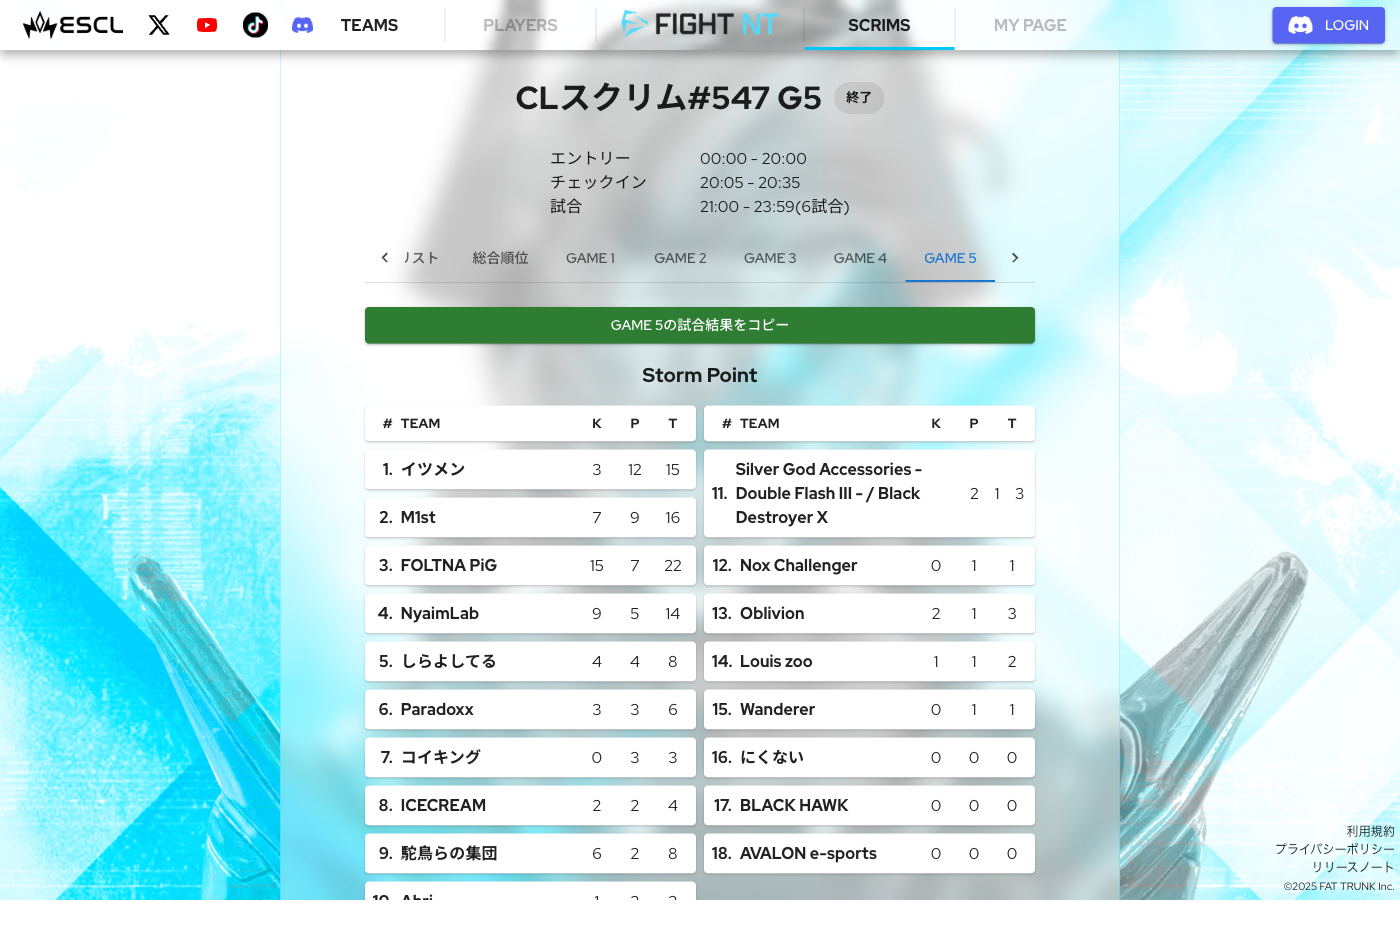 ESCL TEAMS PLAYERS FIGHT NT SCRIMS MY PAGE LOGIN
CLスクリム#547 G5 終了
エントリー 00:00 - 20:00
チェックイン 20:05 - 20:35
試合 21:00 - 23:59(6試合)
リスト 総合順位 GAME 1 GAME 2 GAME 3 GAME 4 GAME 5
GAME 5の試合結果をコピー
Storm Point
# TEAM K P T
1. イツメン 3 12 15
2. M1st 7 9 16
3. FOLTNA PiG 15 7 22
4. NyaimLab 9 5 14
5. しらよしてる 4 4 8
6. Paradoxx 3 3 6
7. コイキング 0 3 3
8. ICECREAM 2 2 4
9. 駝鳥らの集団 6 2 8
# TEAM K P T
11. Silver God Accessories -
Double Flash III - / Black
Destroyer X 2 1 3
12. Nox Challenger 0 1 1
13. Oblivion 2 1 3
14. Louis zoo 1 1 2
15. Wanderer 0 1 1
16. にくない 0 0 0
17. BLACK HAWK 0 0 0
18. AVALON e-sports 0 0 0
利用規約
プライバシーポリシー
リリースノート
©2025 FAT TRUNK Inc.